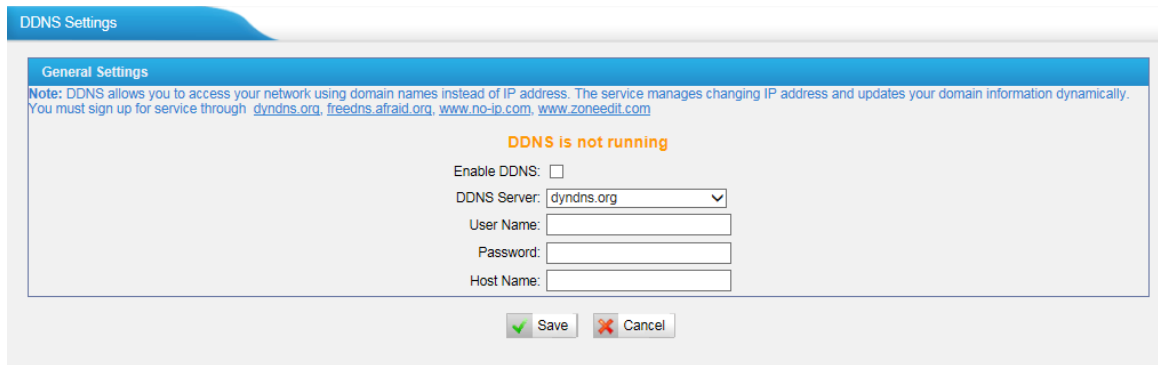 DDNS Settings
General Settings
Note: DDNS allows you to access your network using domain names instead of IP address. The service manages changing IP address and updates your domain information dynamically.
You must sign up for service through dyndns.org, freedns.afraid.org, www.no-ip.com, www.zoneedit.com
DDNS is not running
Enable DDNS:
DDNS Server: dyndns.org
User Name:
Password:
Host Name:
Save Cancel